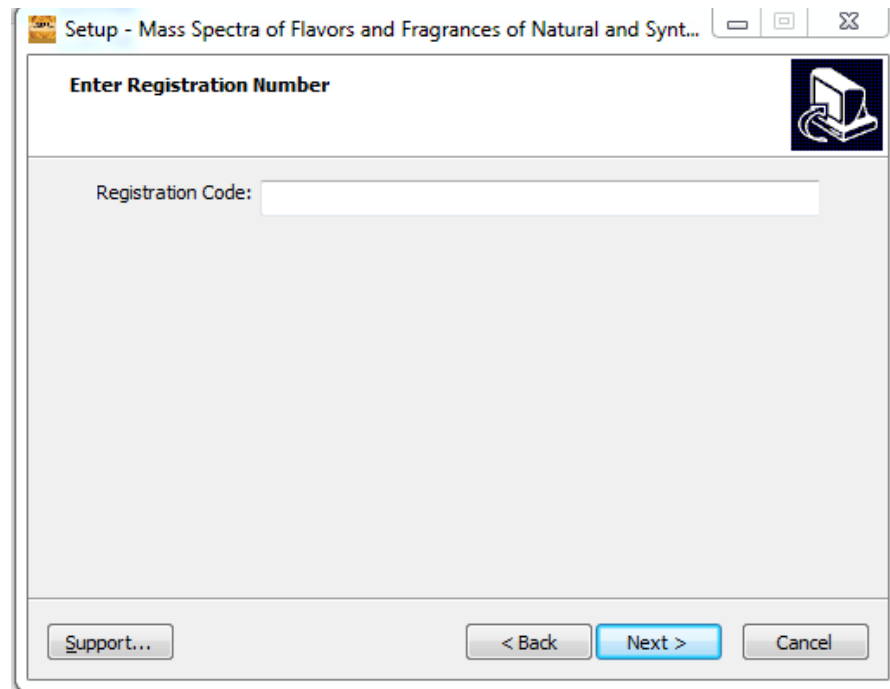 Setup - Mass Spectra of Flavors and Fragrances of Natural and Synt...
Enter Registration Number
Registration Code:
Support...
< Back
Next >
Cancel